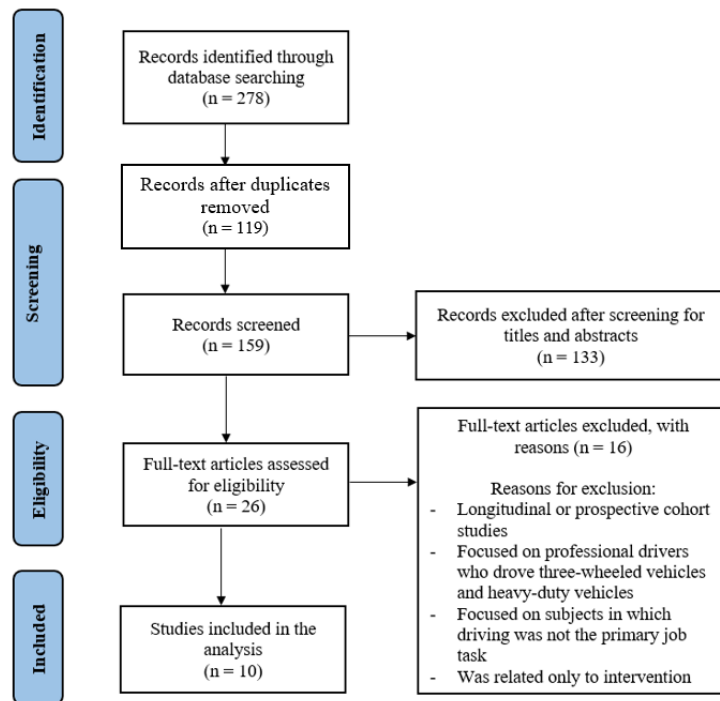 Identification
Records identified through
database searching
(n = 278)
Screening
Records after duplicates
removed
(n = 119)
Records screened
(n = 159)
Records excluded after screening for
titles and abstracts
(n = 133)
Eligibility
Full-text articles assessed
for eligibility
(n = 26)
Full-text articles excluded, with
reasons (n = 16)
Reasons for exclusion:
- Longitudinal or prospective cohort
studies
- Focused on professional drivers
who drove three-wheeled vehicles
and heavy-duty vehicles
- Focused on subjects in which
driving was not the primary job
task
- Was related only to intervention
Included
Studies included in the
analysis
(n = 10)